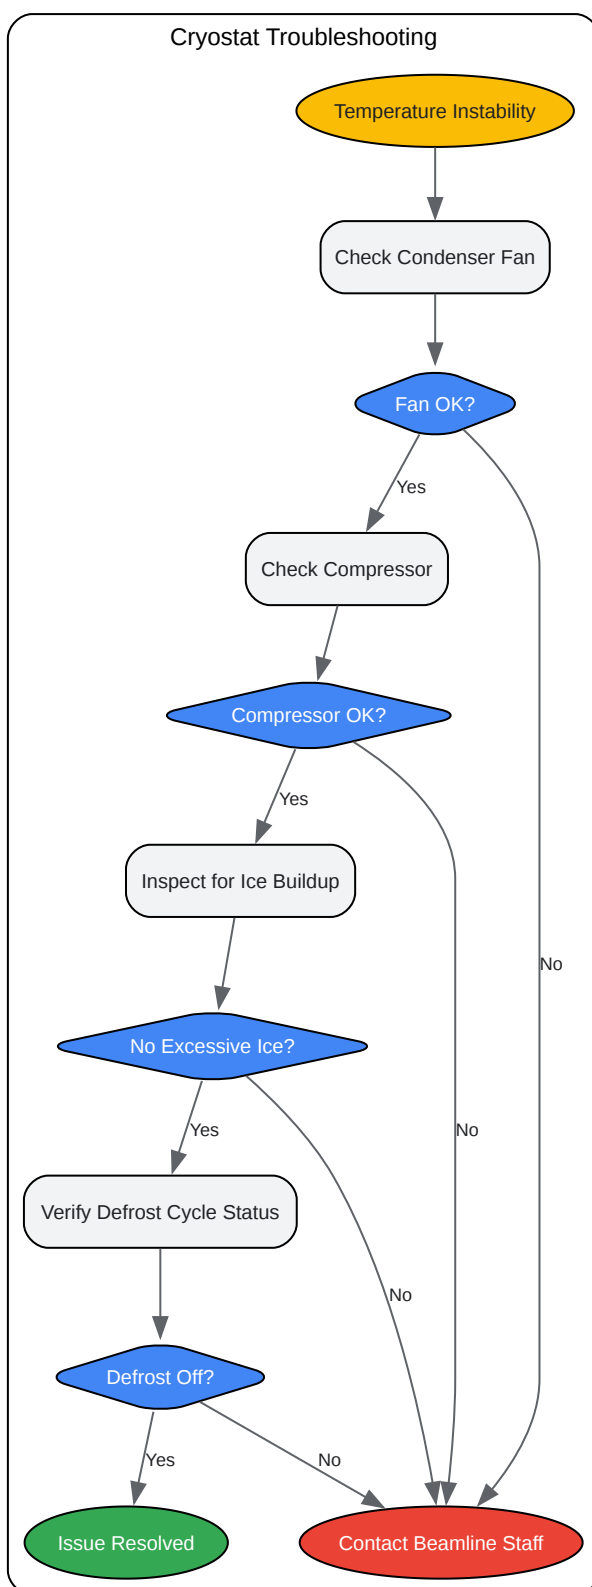 Cryostat Troubleshooting
Temperature Instability
Check Condenser Fan
Fan OK?
Yes
Check Compressor
Compressor OK?
Yes
Inspect for Ice Buildup
No
No Excessive Ice?
Yes
No
Verify Defrost Cycle Status
No
Defrost Off?
Yes
No
Issue Resolved
Contact Beamline Staff